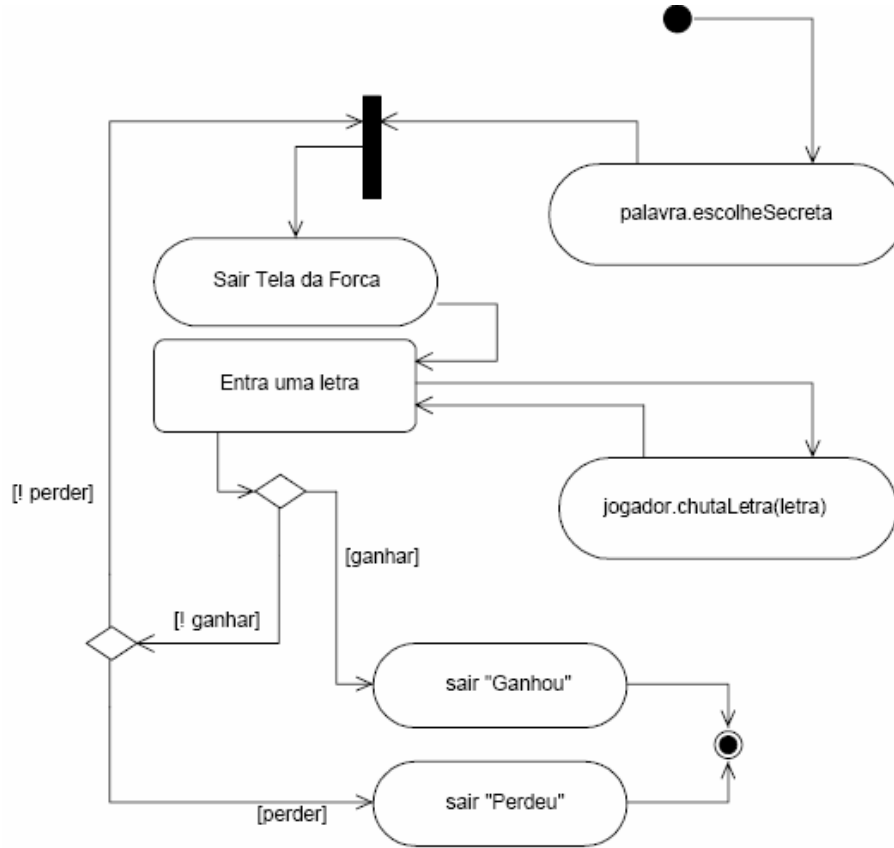 palavra.escolheSecreta
Sair Tela da Forca
Entra uma letra
[! perder]
jogador.chutaLetra(letra)
[ganhar]
[! ganhar]
sair "Ganhou"
sair "Perdeu"
[perder]